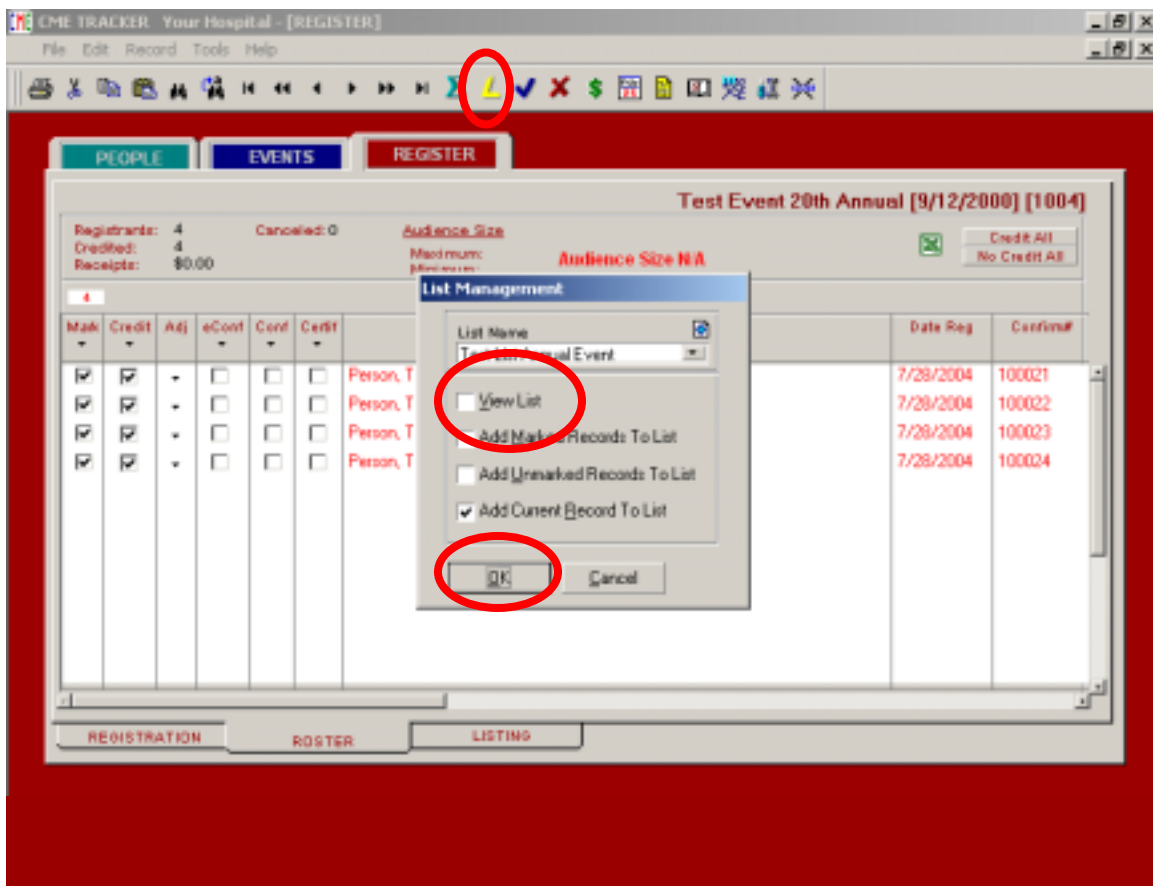 CME TRACKER Your Hospital - [REGISTER]
File Edit Record Tools Help
PEOPLE EVENTS REGISTER
Test Event 20th Annual [9/12/2000] [1004]
Registrants: 4 Canceled: 0 Audience Size
Credited: 4 Maximum: Audience Size N/A
Receipts: $0.00 Minimum:
Credit All
No Credit All
4
Mark Credit Adj eConf Conf Certif Date Reg Confirm#
Person, T 7/28/2004 100021
Person, T 7/28/2004 100022
Person, T 7/28/2004 100023
Person, T 7/28/2004 100024
List Management
List Name
Test List Annual Event
View List
Add Marked Records To List
Add Unmarked Records To List
Add Current Record To List
OK Cancel
REGISTRATION ROSTER LISTING